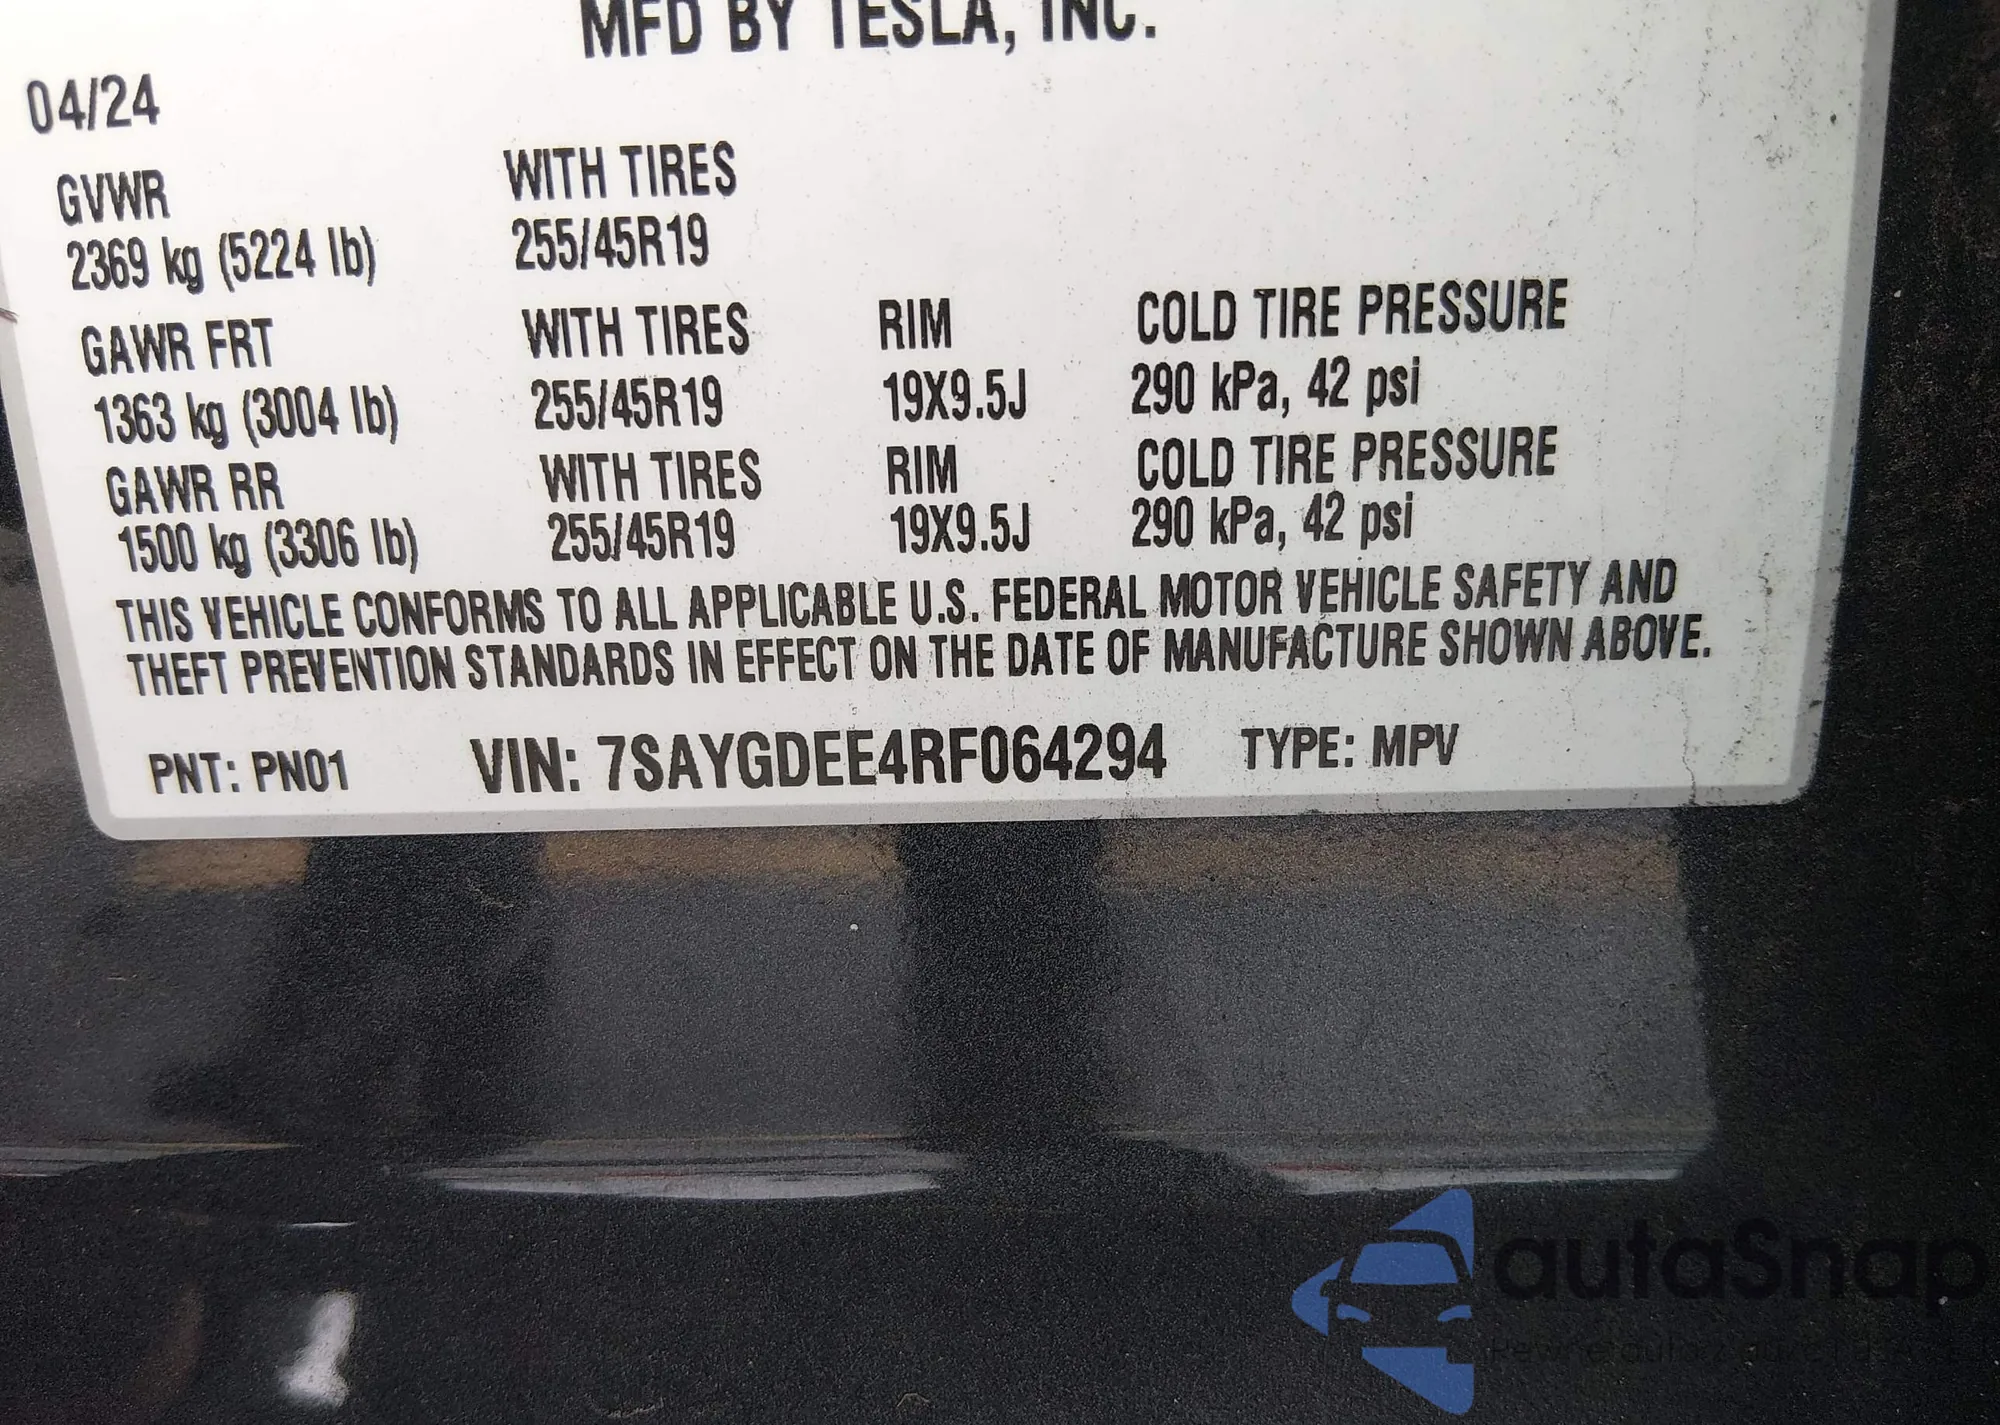 MFD BY TESLA, INC.
04/24
GVWR WITH TIRES
2369 kg (5224 lb) 255/45R19
GAWR FRT WITH TIRES RIM COLD TIRE PRESSURE
1363 kg (3004 lb) 255/45R19 19X9.5J 290 kPa, 42 psi
GAWR RR WITH TIRES RIM COLD TIRE PRESSURE
1500 kg (3306 lb) 255/45R19 19X9.5J 290 kPa, 42 psi
THIS VEHICLE CONFORMS TO ALL APPLICABLE U.S. FEDERAL MOTOR VEHICLE SAFETY AND
THEFT PREVENTION STANDARDS IN EFFECT ON THE DATE OF MANUFACTURE SHOWN ABOVE.
PNT: PN01 VIN: 7SAYGDEE4RF064294 TYPE: MPV
autaSnap